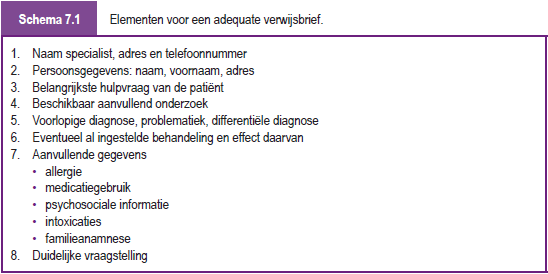 Schema 7.1 Elementen voor een adequate verwijsbrief.
1. Naam specialist, adres en telefoonnummer
2. Persoonsgegevens: naam, voornaam, adres
3. Belangrijkste hulpvraag van de patiënt
4. Beschikbaar aanvullend onderzoek
5. Voorlopige diagnose, problematiek, differentiële diagnose
6. Eventueel al ingestelde behandeling en effect daarvan
7. Aanvullende gegevens
• allergie
• medicatiegebruik
• psychosociale informatie
• intoxicaties
• familieanamnese
8. Duidelijke vraagstelling